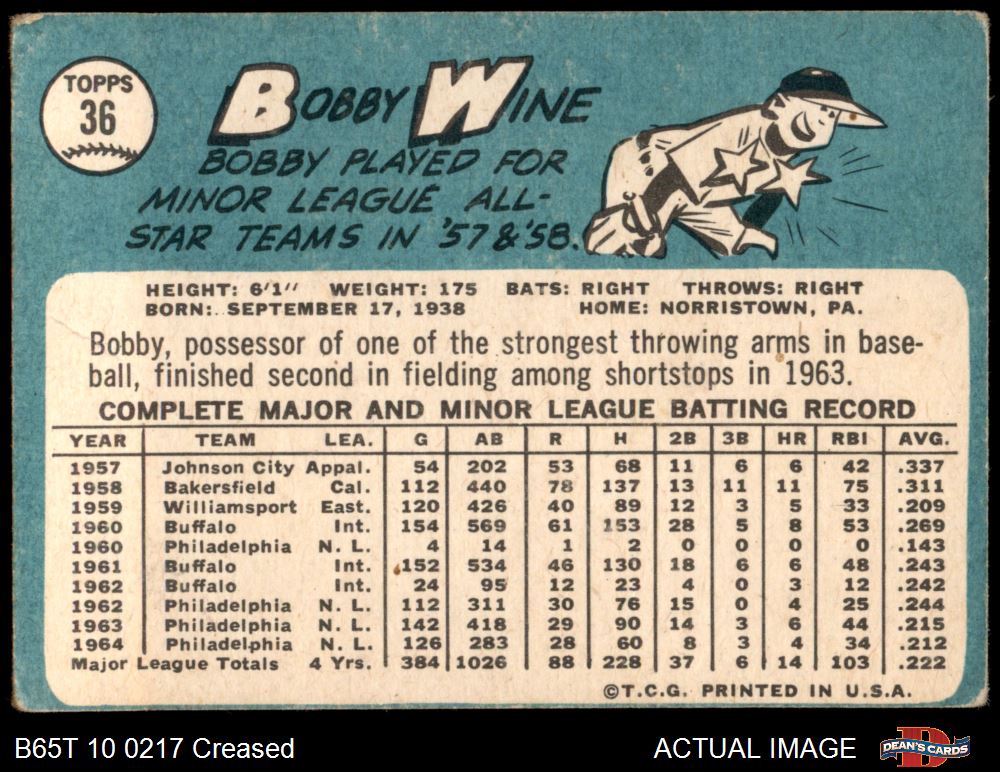 TOPPS
36
BOBBY WINE
BOBBY PLAYED FOR
MINOR LEAGUE ALL-
STAR TEAMS IN '57 & '58.
HEIGHT: 6'1" WEIGHT: 175 BATS: RIGHT THROWS: RIGHT
BORN: SEPTEMBER 17, 1938 HOME: NORRISTOWN, PA.
Bobby, possessor of one of the strongest throwing arms in base-
ball, finished second in fielding among shortstops in 1963.
COMPLETE MAJOR AND MINOR LEAGUE BATTING RECORD
YEAR TEAM LEA. G AB R H 2B 3B HR RBI AVG.
1957 Johnson City Appal. 54 202 53 68 11 6 6 42 .337
1958 Bakersfield Cal. 112 440 78 137 13 11 11 75 .311
1959 Williamsport East. 120 426 40 89 12 3 5 33 .209
1960 Buffalo Int. 154 569 61 153 28 5 8 53 .269
1960 Philadelphia N. L. 4 14 1 2 0 0 0 0 .143
1961 Buffalo Int. 152 534 46 130 18 6 6 48 .243
1962 Buffalo Int. 24 95 12 23 4 0 3 12 .242
1962 Philadelphia N. L. 112 311 30 76 15 0 4 25 .244
1963 Philadelphia N. L. 142 418 29 90 14 3 6 44 .215
1964 Philadelphia N. L. 126 283 28 60 8 3 4 34 .212
Major League Totals 4 Yrs. 384 1026 88 228 37 6 14 103 .222
©T.C.G. PRINTED IN U.S.A.
B65T 10 0217 Creased ACTUAL IMAGE DEAN'S CARDS